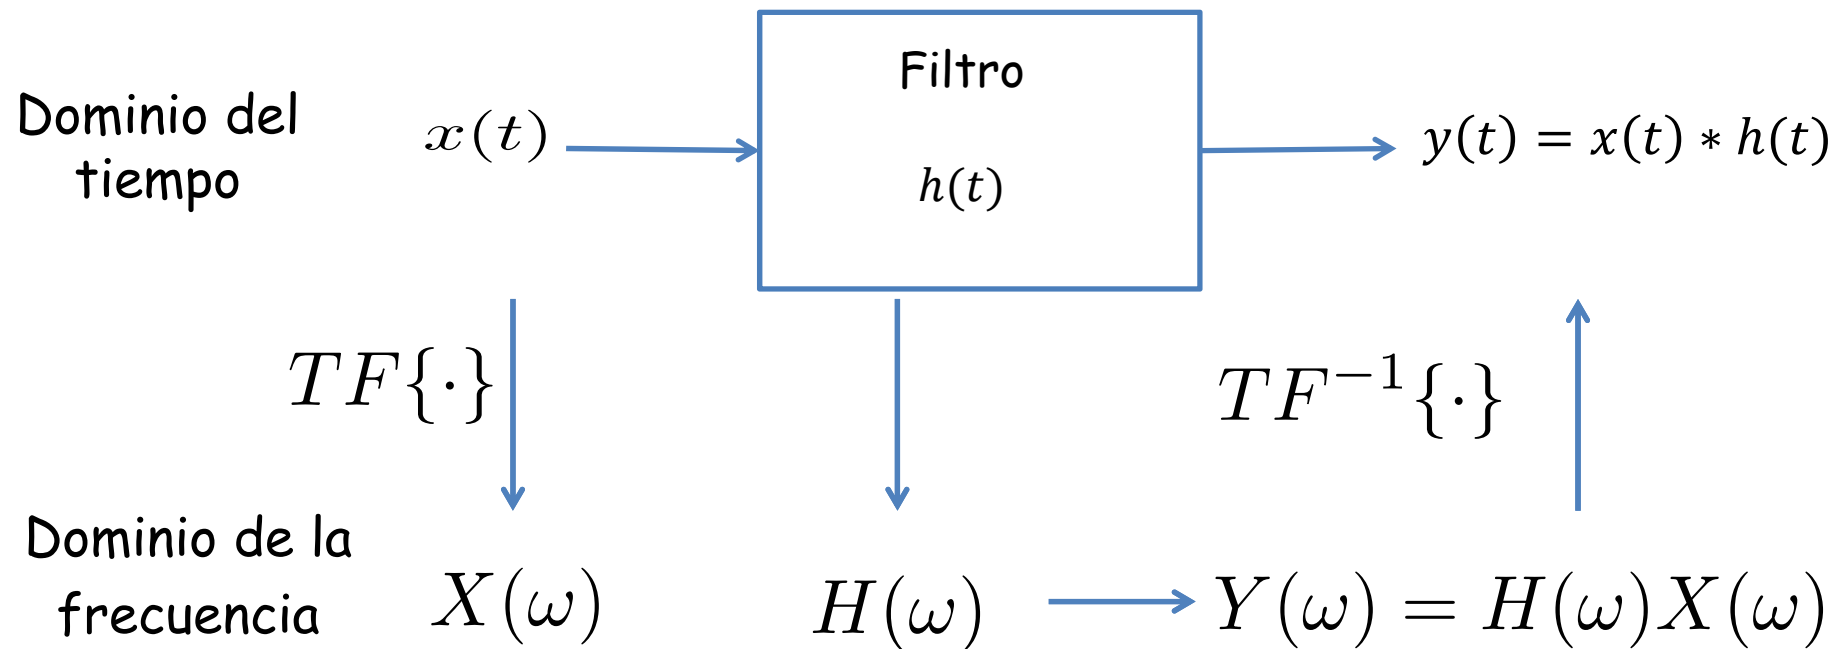 Filtro
Dominio del
tiempo
x(t)
h(t)
y(t) = x(t) ∗ h(t)
TF{·}
TF⁻¹{·}
Dominio de la
frecuencia
X(ω)
H(ω)
Y(ω) = H(ω)X(ω)